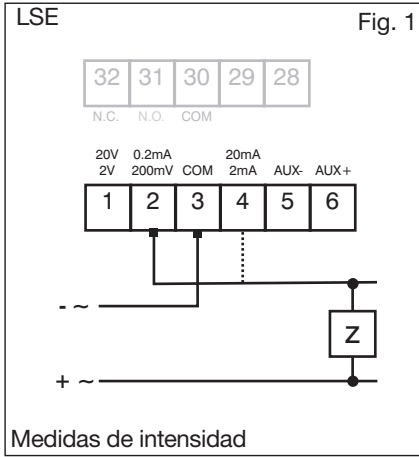 LSE Fig. 1
32 31 30 29 28
N.C. N.O. COM
20V 0.2mA 20mA
2V 200mV COM 2mA AUX- AUX+
1 2 3 4 5 6
- ~
Z
+ ~
Medidas de intensidad